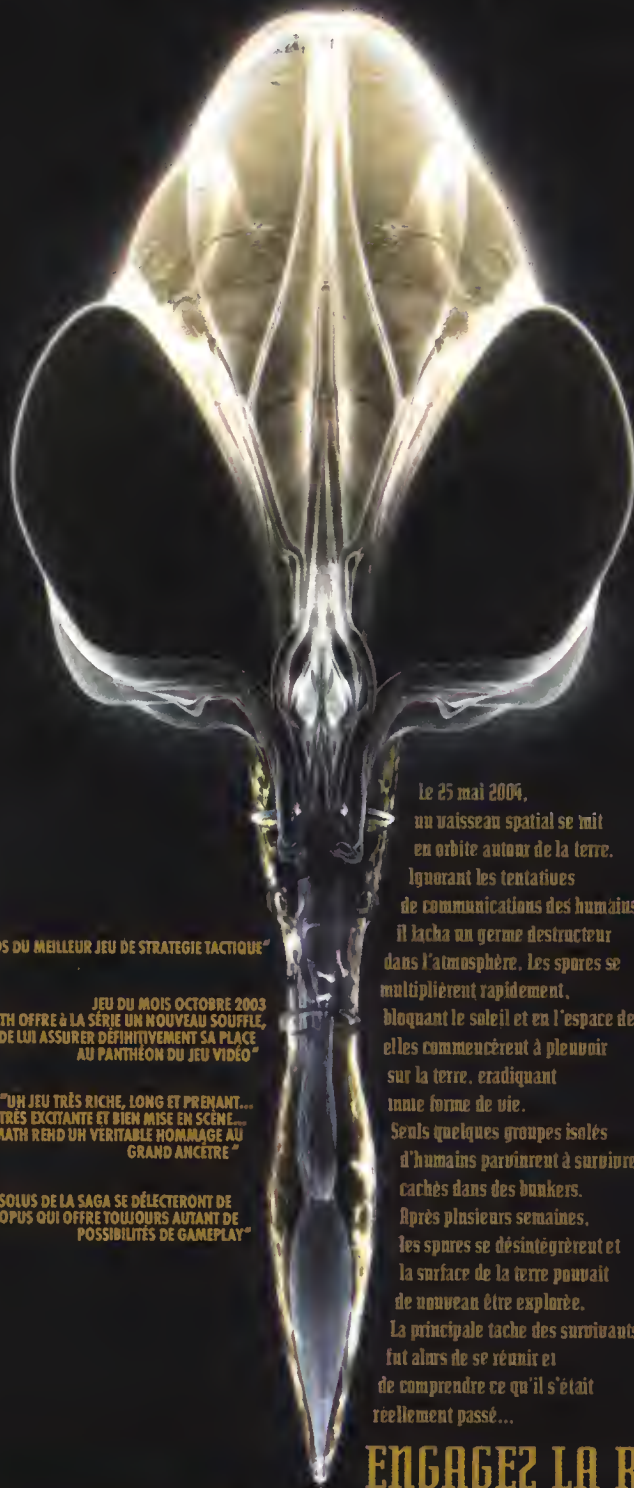 DS DU MEILLEUR JEU DE STRATEGIE TACTIQUE"
JEU DU MOIS OCTOBRE 2003
TH OFFRE à LA SÉRIE UN NOUVEAU SOUFFLE,
DE LUI ASSURER DÉFINITIVEMENT SA PLACE
AU PANTHÉON DU JEU VIDÉO"
"UN JEU TRÈS RICHE, LONG ET PRENANT...
TRÈS EXCITANTE ET BIEN MISE EN SCÈNE...
MATH REND UN VERITABLE HOMMAGE AU
GRAND ANCÊTRE"
SOLUS DE LA SAGA SE DÉLECTERONT DE
OPUS QUI OFFRE TOUJOURS AUTANT DE
POSSIBILITÉS DE GAMEPLAY"
Le 25 mai 2004,
un vaisseau spatial se mit
en orbite autour de la terre.
Ignorant les tentatives
de communications des humains
il lacha un germe destructeur
dans l'atmosphère. Les spores se
multiplièrent rapidement,
bloquant le soleil et en l'espace de
elles commencèrent à pleuvoir
sur la terre, eradiquant
toute forme de vie.
Seuls quelques groupes isolés
d'humains parvinrent à survivre
cachés dans des bunkers.
Après plusieurs semaines,
les spores se désintégrèrent et
la surface de la terre pouvait
de nouveau être explorée.
La principale tache des survivants
fut alors de se réunir et
de comprendre ce qu'il s'était
réellement passé...
ENGAGEZ LA R